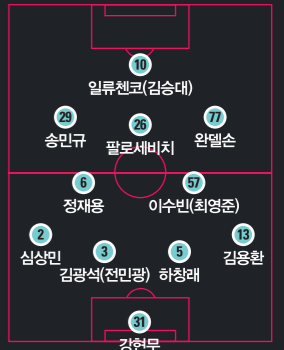 10
일류첸코(김승대)
29 26 77
송민규 팔로세비치 완델손
6 57
정재용 이수빈(최영준)
2 3 5 13
심상민 김광석(전민광) 하창래 김용환
31
강현무